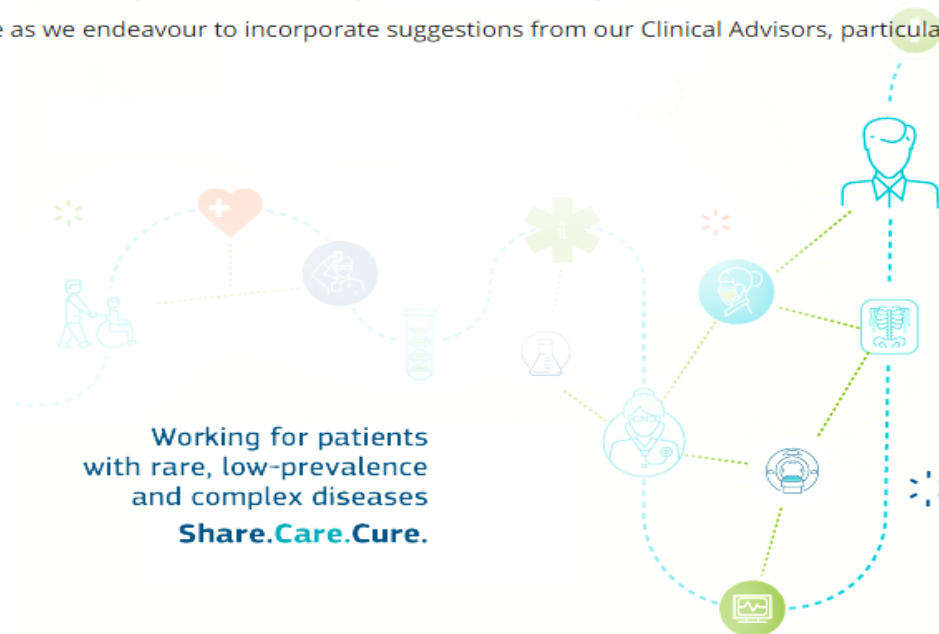 e as we endeavour to incorporate suggestions from our Clinical Advisors, particula
Working for patients
with rare, low-prevalence
and complex diseases
Share.Care.Cure.